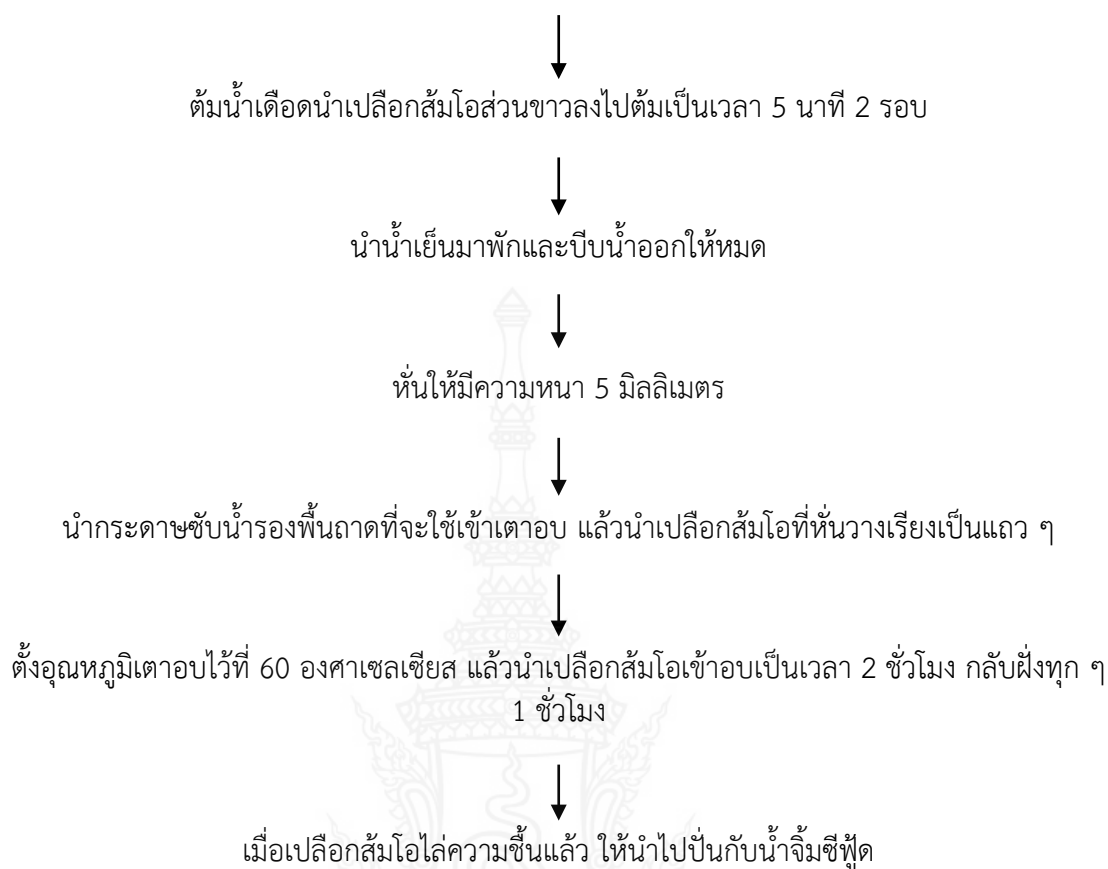 ต้มน้ำเดือดนำเปลือกส้มโอส่วนขาวลงไปต้มเป็นเวลา 5 นาที 2 รอบ
นำน้ำเย็นมาพักและบีบน้ำออกให้หมด
หั่นให้มีความหนา 5 มิลลิเมตร
นำกระดาษซับน้ำรองพื้นถาดที่จะใช้เข้าเตาอบ แล้วนำเปลือกส้มโอที่หั่นวางเรียงเป็นแถว ๆ
ตั้งอุณหภูมิเตาอบไว้ที่ 60 องศาเซลเซียส แล้วนำเปลือกส้มโอเข้าอบเป็นเวลา 2 ชั่วโมง กลับฝั่งทุก ๆ
1 ชั่วโมง
เมื่อเปลือกส้มโอไล่ความชื้นแล้ว ให้นำไปปั่นกับน้ำจิ้มซีฟู้ด